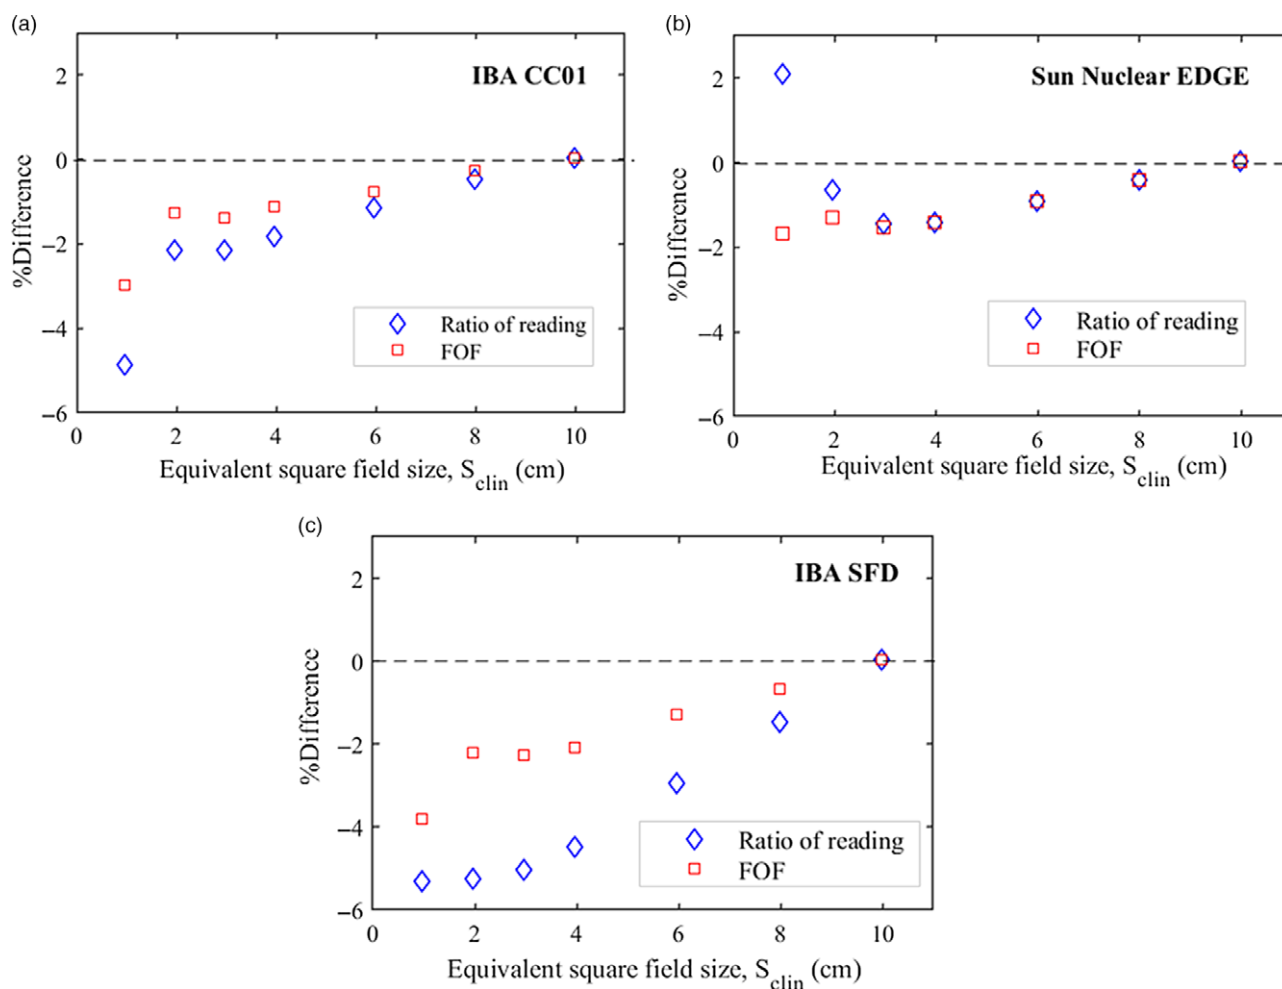 (a)
IBA CC01
2
0
−2
−4
−6
%Difference
Ratio of reading
FOF
0 2 4 6 8 10
Equivalent square field size, S_clin (cm)
(b)
Sun Nuclear EDGE
2
0
−2
−4
−6
%Difference
Ratio of reading
FOF
0 2 4 6 8 10
Equivalent square field size, S_clin (cm)
(c)
IBA SFD
2
0
−2
−4
−6
%Difference
Ratio of reading
FOF
0 2 4 6 8 10
Equivalent square field size, S_clin (cm)